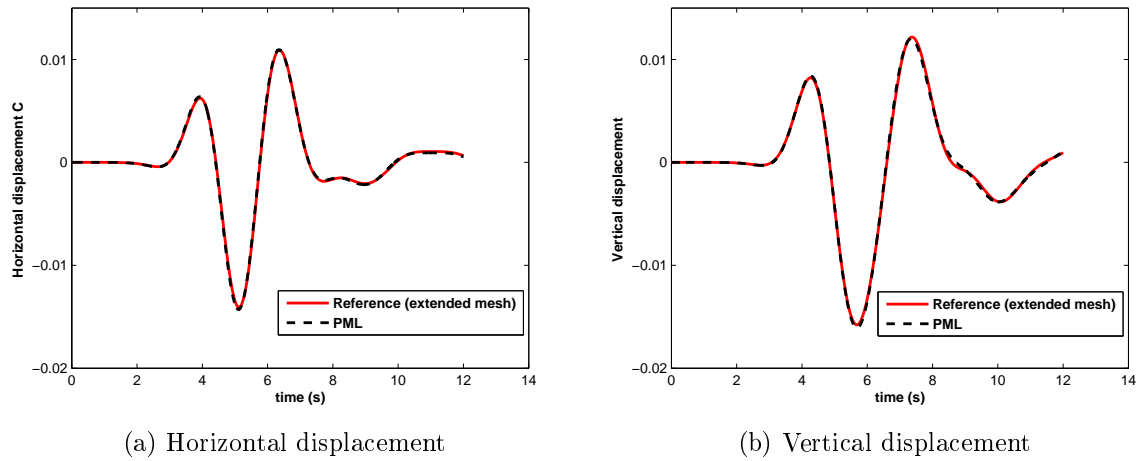 0.01
0
−0.01
−0.02
0 2 4 6 8 10 12 14
time (s)
Horizontal displacement C
Reference (extended mesh)
PML
(a) Horizontal displacement
0.01
0
−0.01
−0.02
0 2 4 6 8 10 12 14
time (s)
Vertical displacement
Reference (extended mesh)
PML
(b) Vertical displacement